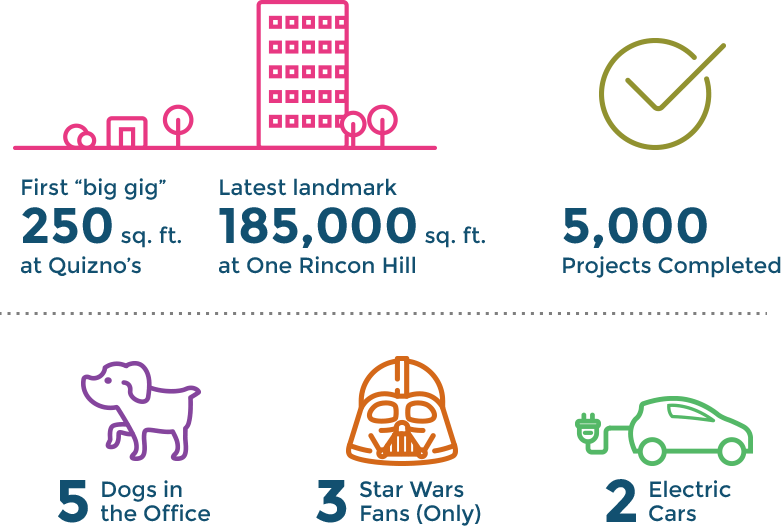 First “big gig”
250 sq. ft.
at Quizno’s
Latest landmark
185,000 sq. ft.
at One Rincon Hill
5,000
Projects Completed
5 Dogs in
the Office
3 Star Wars
Fans (Only)
2 Electric
Cars